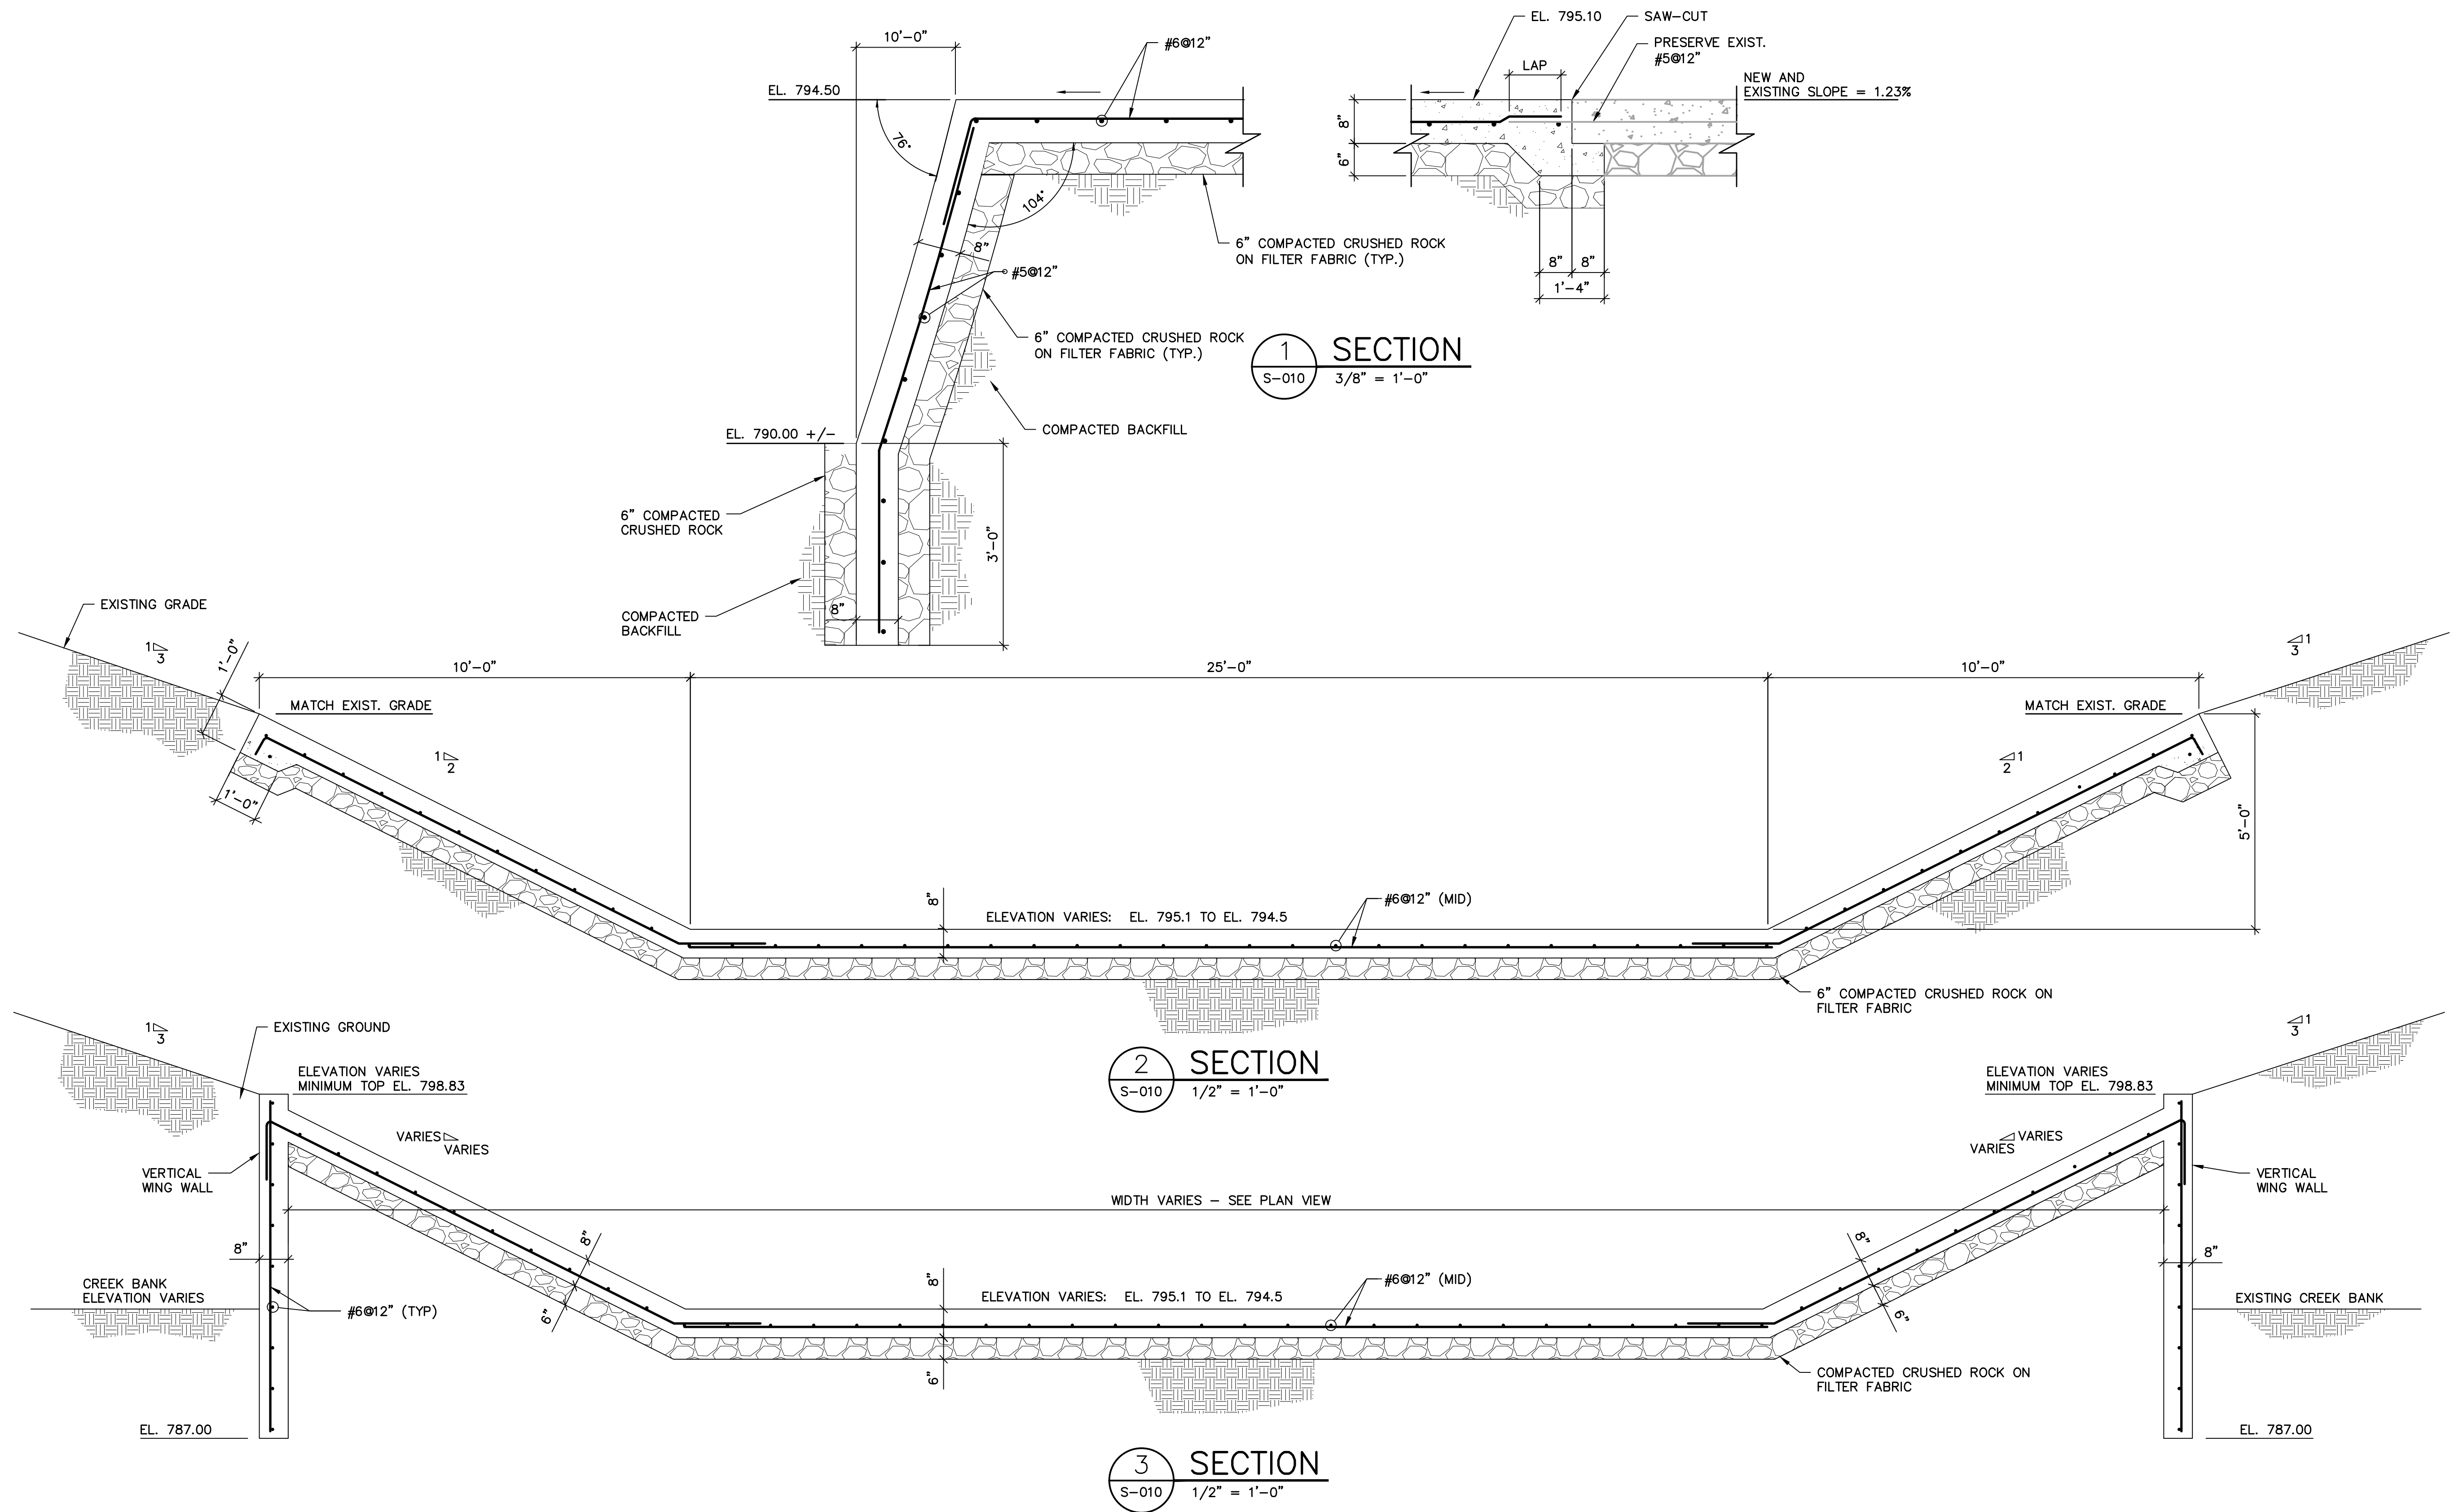 10'-0"
#6@12"
EL. 794.50
76°
104°
8"
#5@12"
6" COMPACTED CRUSHED ROCK
ON FILTER FABRIC (TYP.)
6" COMPACTED CRUSHED ROCK
ON FILTER FABRIC (TYP.)
COMPACTED BACKFILL
EL. 790.00 +/-
6" COMPACTED
CRUSHED ROCK
3'-0"
COMPACTED
BACKFILL
8"
EL. 795.10
SAW-CUT
PRESERVE EXIST.
#5@12"
LAP
NEW AND
EXISTING SLOPE = 1.23%
8"
6"
8"
8"
1'-4"
1
S-010
SECTION
3/8" = 1'-0"
EXISTING GRADE
1
3
1'-0"
10'-0"
25'-0"
10'-0"
1
3
MATCH EXIST. GRADE
MATCH EXIST. GRADE
1
2
1
2
1'-0"
5'-0"
8"
ELEVATION VARIES: EL. 795.1 TO EL. 794.5
#6@12" (MID)
6" COMPACTED CRUSHED ROCK ON
FILTER FABRIC
2
S-010
SECTION
1/2" = 1'-0"
1
3
EXISTING GROUND
1
3
ELEVATION VARIES
MINIMUM TOP EL. 798.83
ELEVATION VARIES
MINIMUM TOP EL. 798.83
VARIES
VARIES
VARIES
VARIES
VERTICAL
WING WALL
VERTICAL
WING WALL
WIDTH VARIES - SEE PLAN VIEW
8"
8"
8"
8"
CREEK BANK
ELEVATION VARIES
#6@12" (TYP)
6"
8"
ELEVATION VARIES: EL. 795.1 TO EL. 794.5
#6@12" (MID)
6"
EXISTING CREEK BANK
6"
COMPACTED CRUSHED ROCK ON
FILTER FABRIC
EL. 787.00
EL. 787.00
3
S-010
SECTION
1/2" = 1'-0"